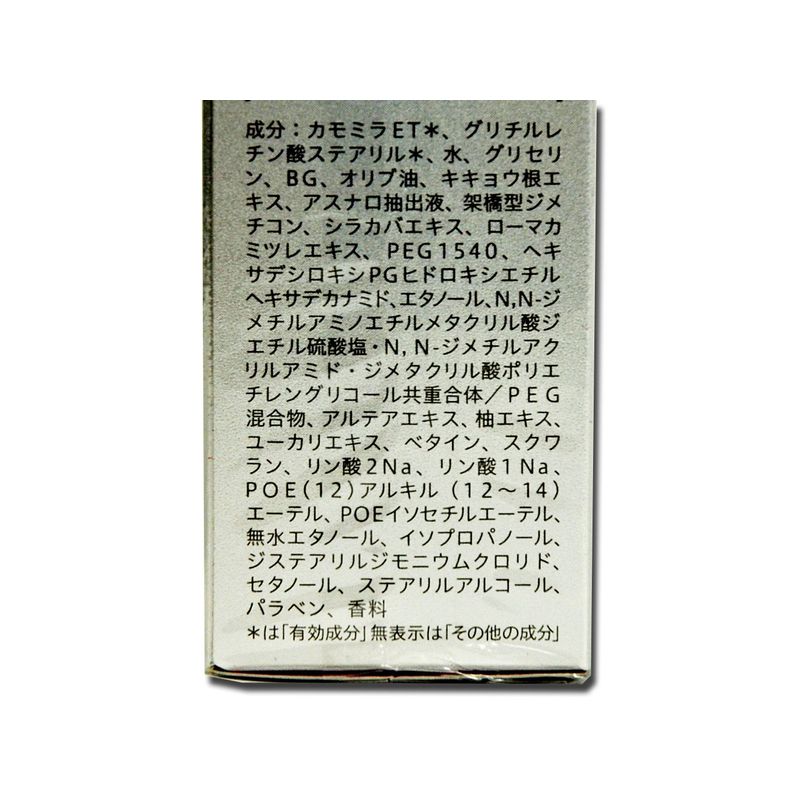 成分：カモミラET＊、グリチルレ
チン酸ステアリル＊、水、グリセリ
ン、BG、オリブ油、キキョウ根エ
キス、アスナロ抽出液、架橋型ジメ
チコン、シラカバエキス、ローマカ
ミツレエキス、PEG1540、ヘキ
サデシロキシPGヒドロキシエチル
ヘキサデカナミド、エタノール、N,N-ジ
メチルアミノエチルメタクリル酸ジ
エチル硫酸塩・N, N-ジメチルアク
リルアミド・ジメタクリル酸ポリエ
チレングリコール共重合体／PEG
混合物、アルテアエキス、柚エキス、
ユーカリエキス、ベタイン、スクワ
ラン、リン酸2Na、リン酸1Na、
POE(12)アルキル（12～14）
エーテル、POEイソセチルエーテル、
無水エタノール、イソプロパノール、
ジステアリルジモニウムクロリド、
セタノール、ステアリルアルコール、
パラベン、香料
＊は「有効成分」無表示は「その他の成分」